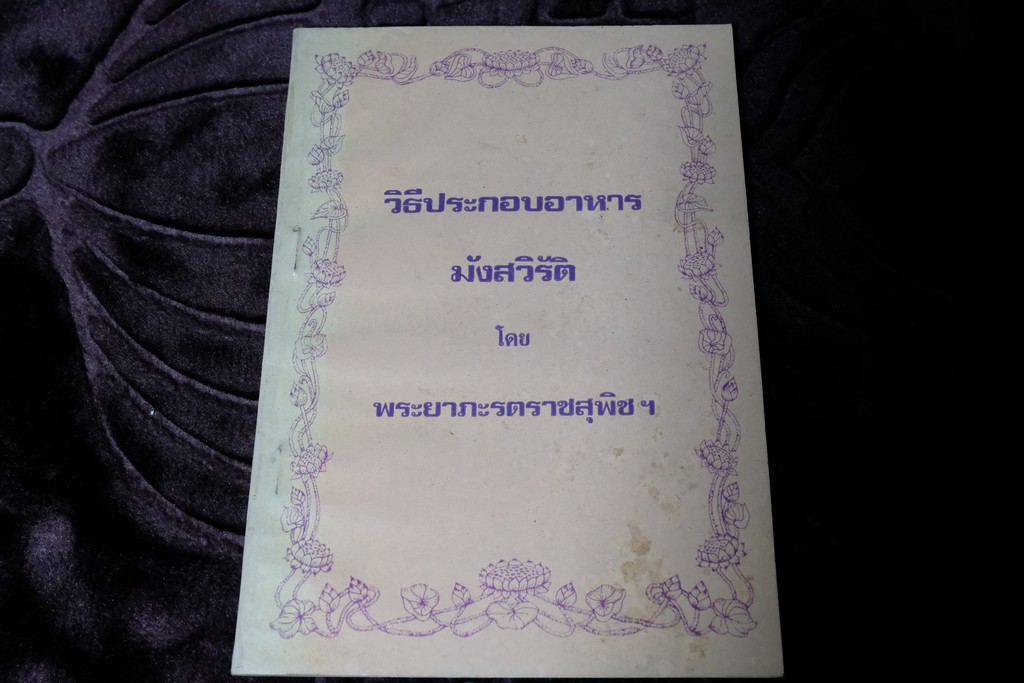 วิธีประกอบอาหาร
มังสวิรัติ
โดย
พระยาภะรตราชสุพิช ฯ